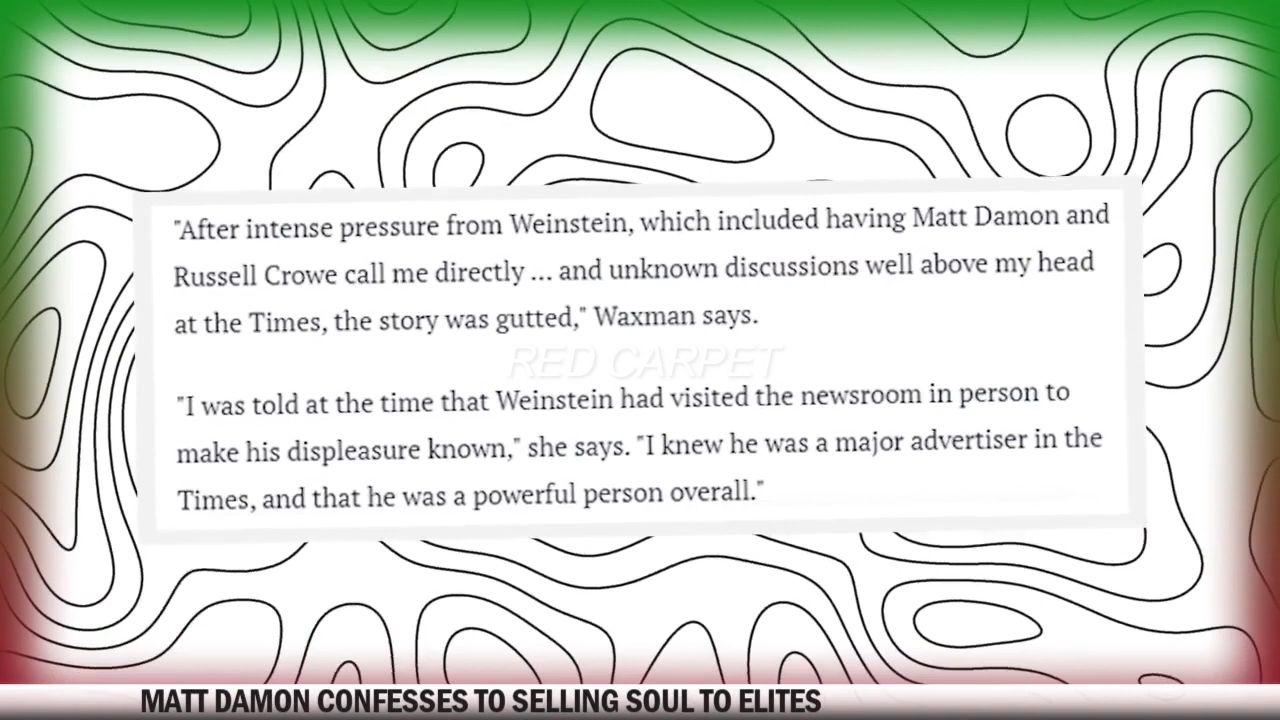 "After intense pressure from Weinstein, which included having Matt Damon and
Russell Crowe call me directly ... and unknown discussions well above my head
at the Times, the story was gutted," Waxman says.
RED CARPET
"I was told at the time that Weinstein had visited the newsroom in person to
make his displeasure known," she says. "I knew he was a major advertiser in the
Times, and that he was a powerful person overall."
MATT DAMON CONFESSES TO SELLING SOUL TO ELITES